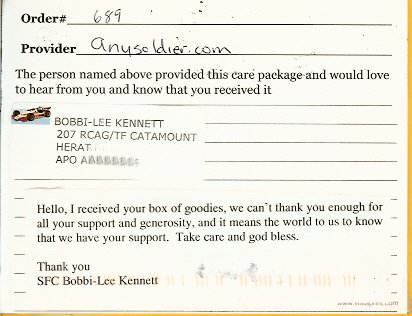 Order# 689
Provider anysoldier.com
The person named above provided this care package and would love
to hear from you and know that you received it
BOBBI-LEE KENNETT
207 RCAG/TF CATAMOUNT
HERAT
APO
Hello, I received your box of goodies, we can't thank you enough for
all your support and generosity, and it means the world to us to know
that we have your support. Take care and god bless.
Thank you
SFC Bobbi-Lee Kennett